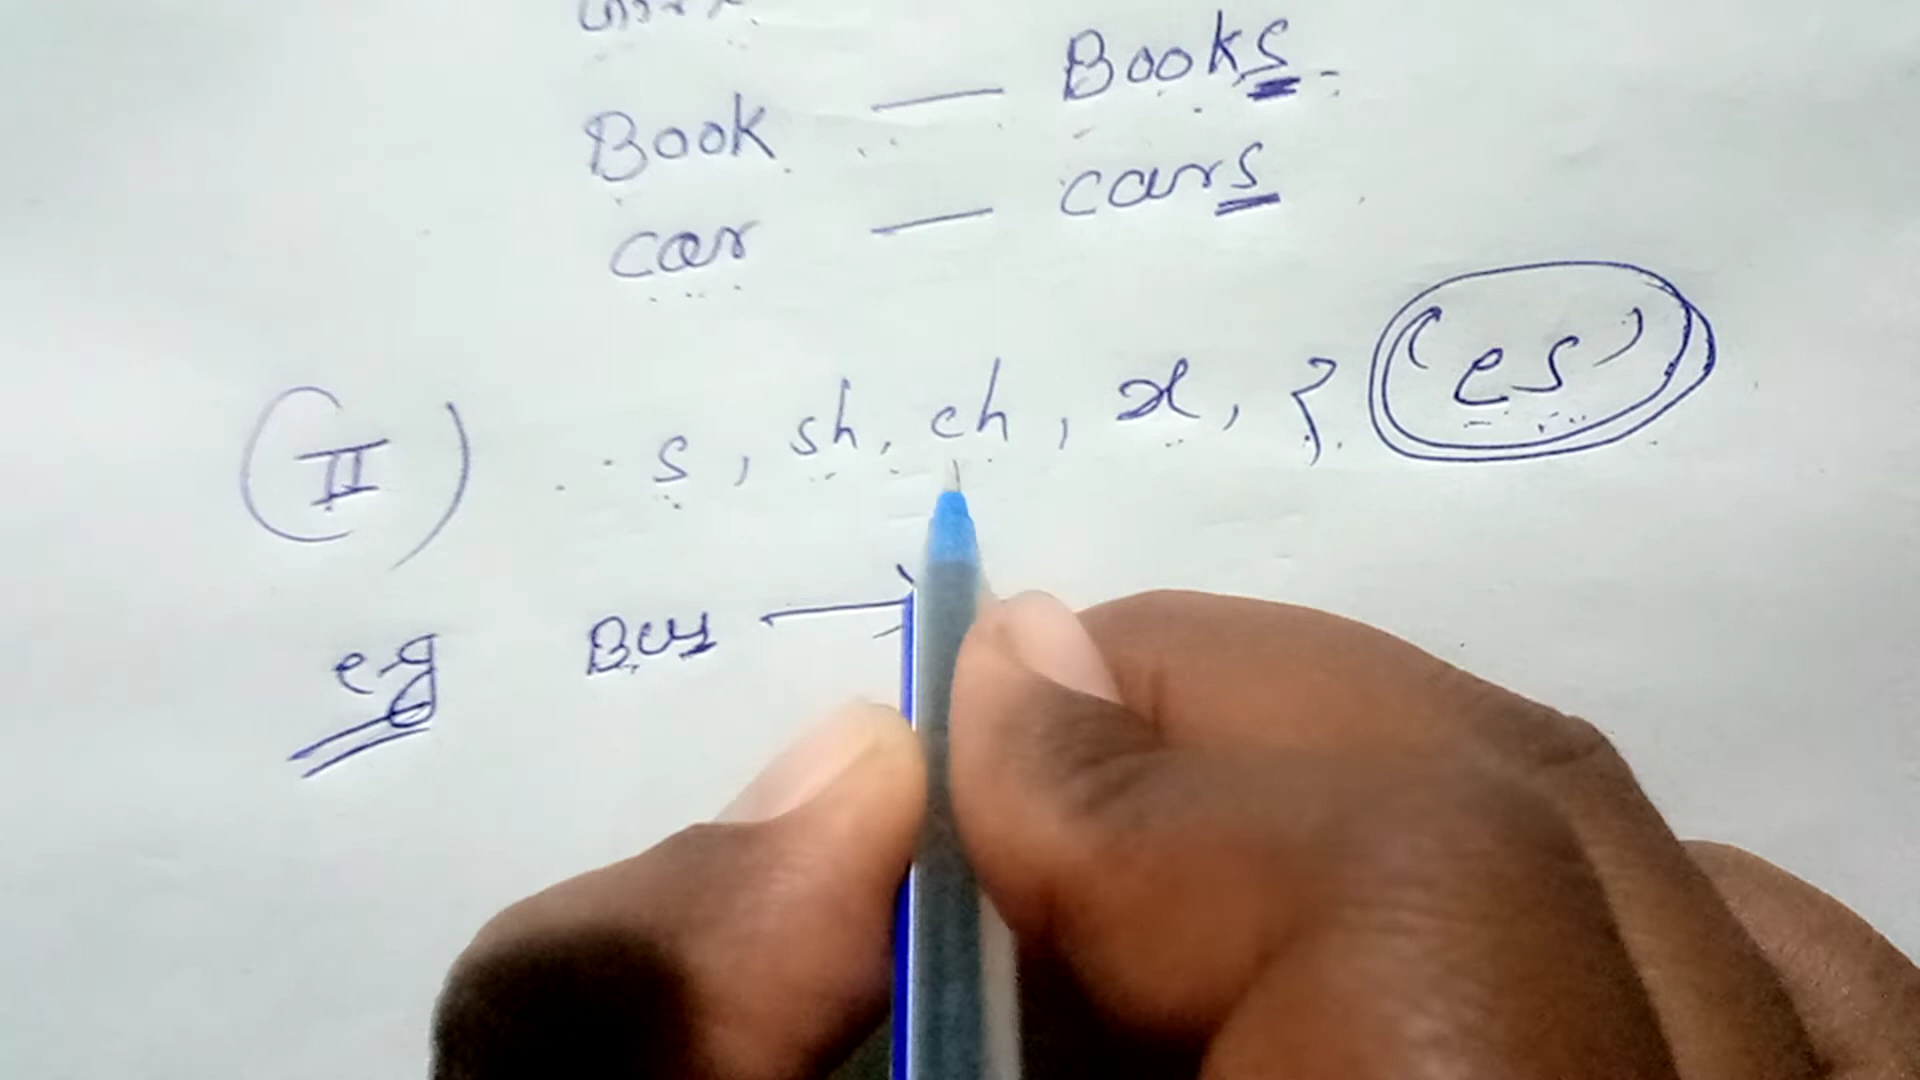 Book — Books
car — cars
(II) s, sh, ch, x, } (es)
eg Bus →